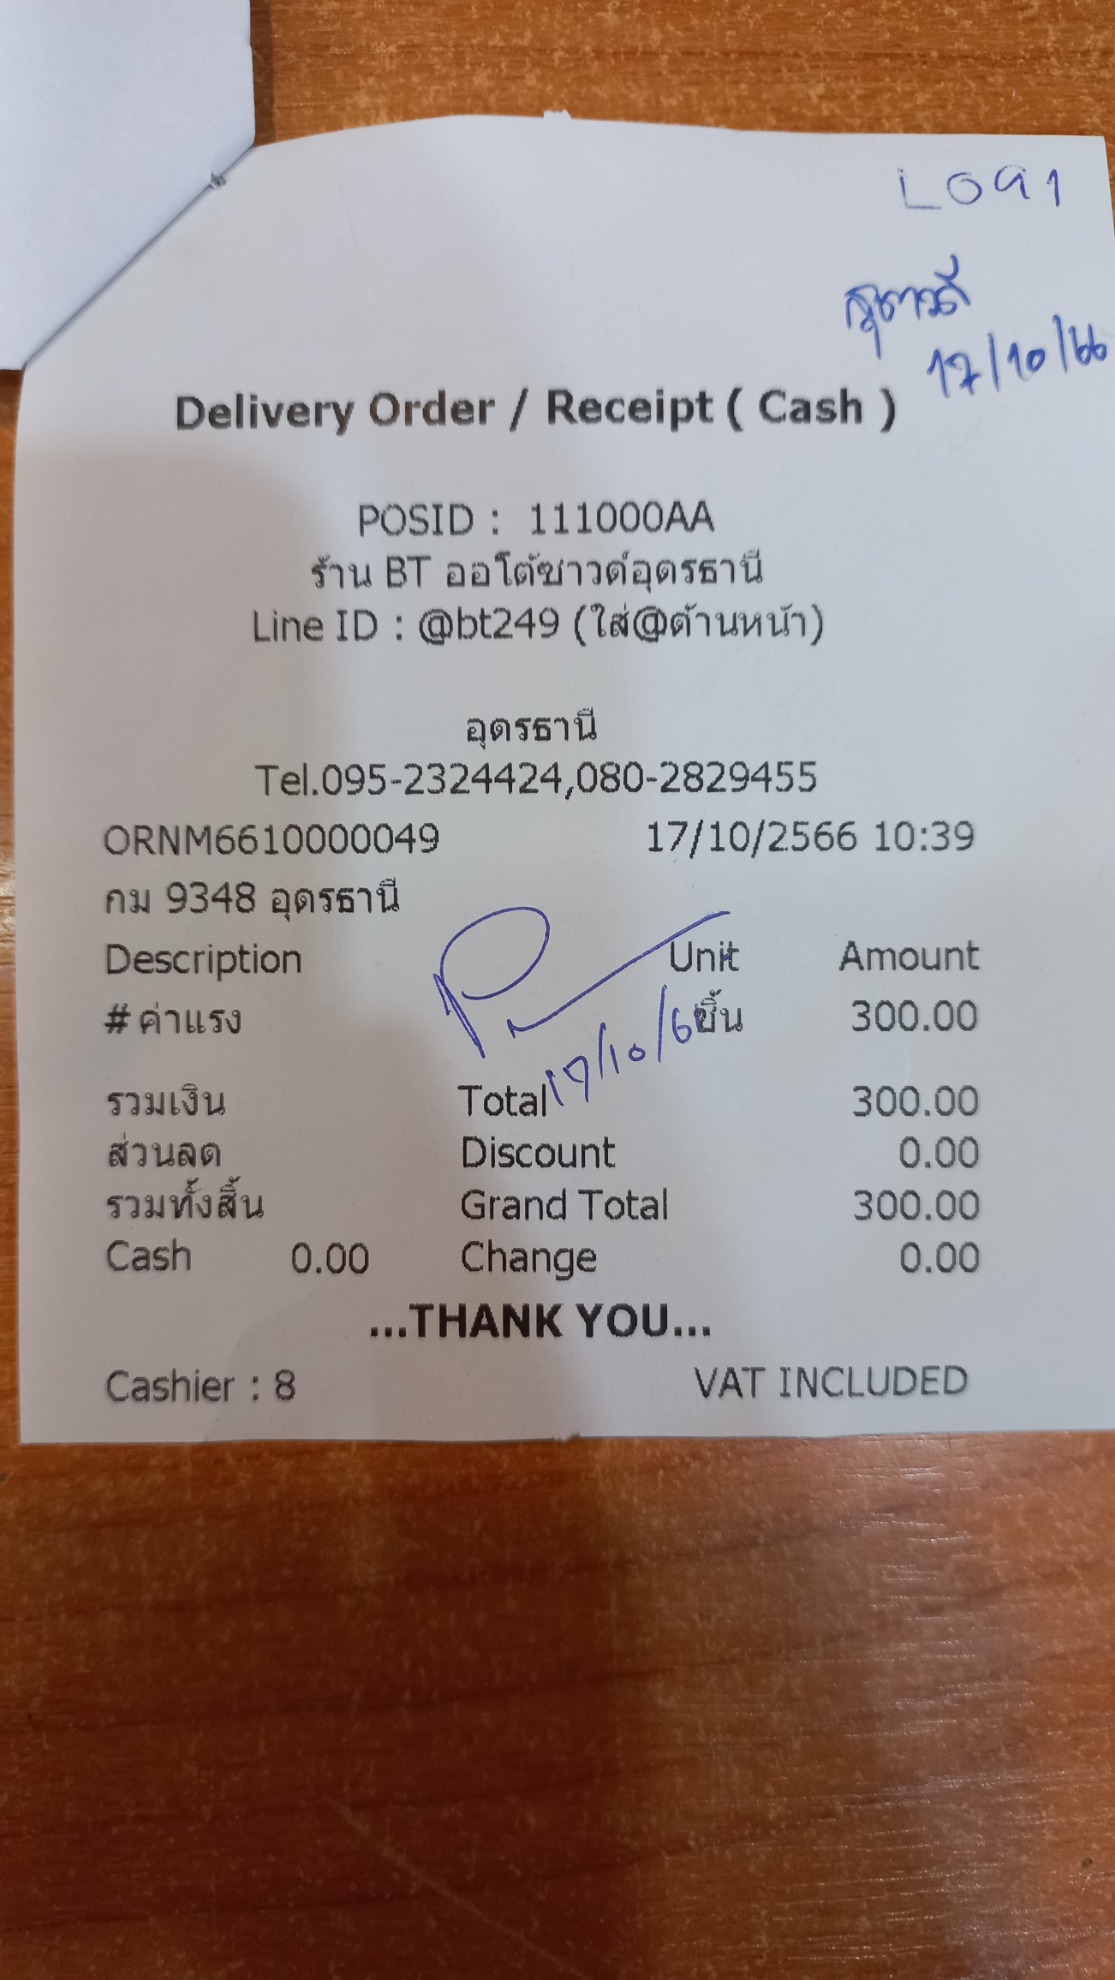 L091
สุดาวดี
17/10/66
Delivery Order / Receipt ( Cash )
POSID : 111000AA
ร้าน BT ออโต้ซาวด์อุดรธานี
Line ID : @bt249 (ใส่@ด้านหน้า)
อุดรธานี
Tel.095-2324424,080-2829455
ORNM6610000049 17/10/2566 10:39
กม 9348 อุดรธานี
Description Unit Amount
#ค่าแรง ชิ้น 300.00
17/10/6
รวมเงิน Total 300.00
ส่วนลด Discount 0.00
รวมทั้งสิ้น Grand Total 300.00
Cash 0.00 Change 0.00
...THANK YOU...
Cashier : 8 VAT INCLUDED